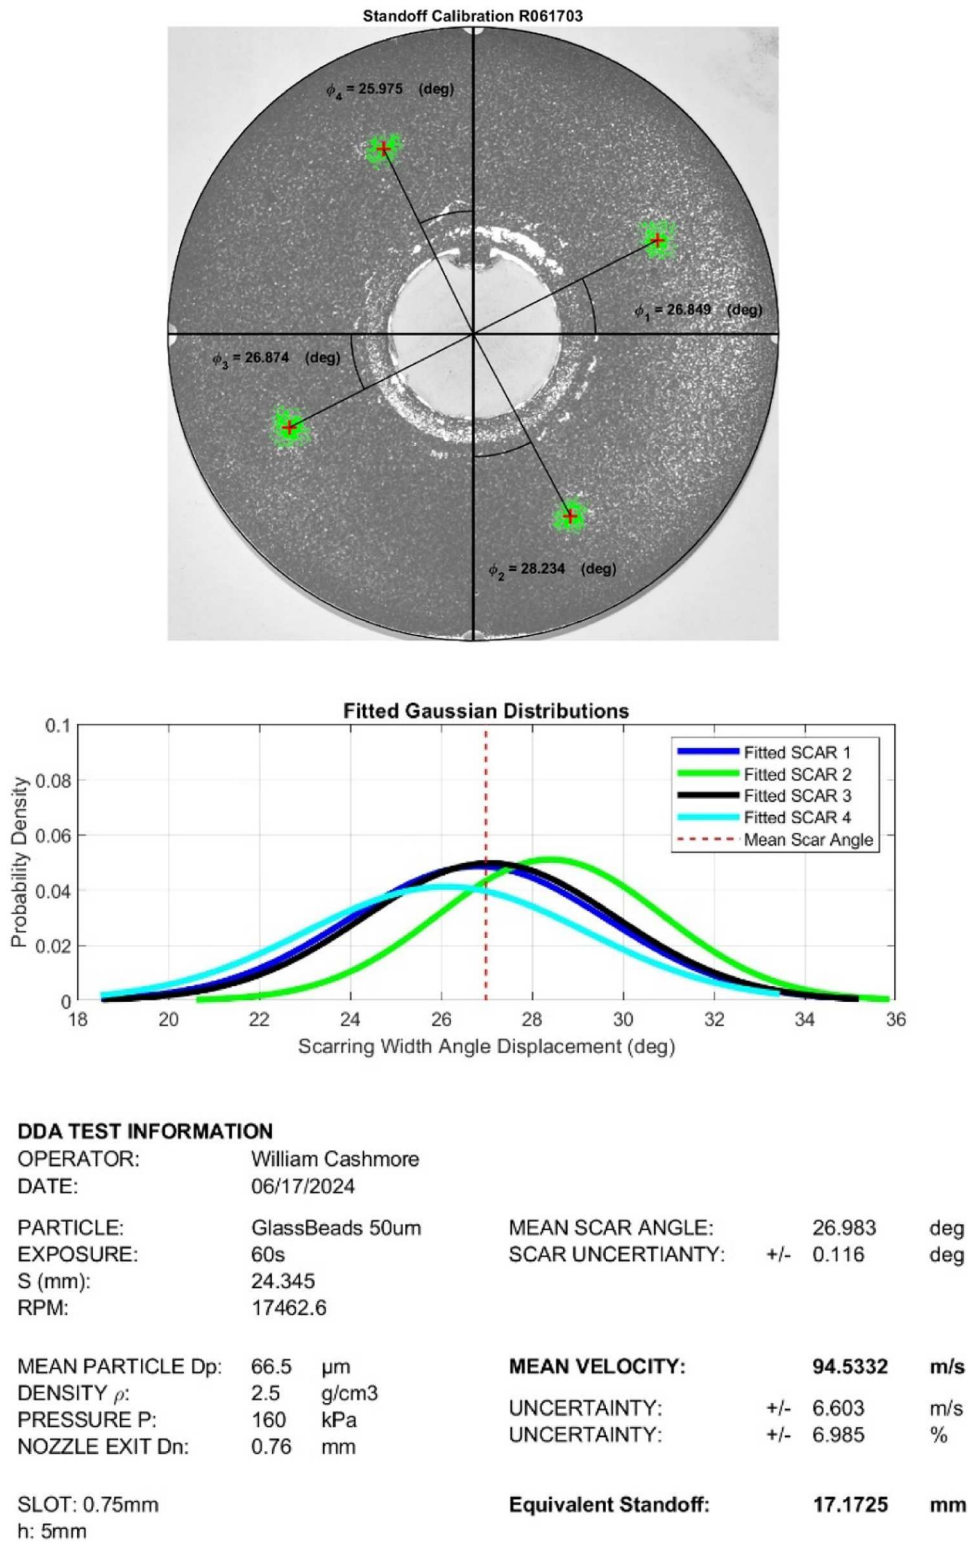 Standoff Calibration R061703
ϕ4 = 25.975 (deg)
ϕ1 = 26.849 (deg)
ϕ3 = 26.874 (deg)
ϕ2 = 28.234 (deg)
Fitted Gaussian Distributions
0.1
0.08
0.06
0.04
0.02
0
Probability Density
Fitted SCAR 1
Fitted SCAR 2
Fitted SCAR 3
Fitted SCAR 4
Mean Scar Angle
18 20 22 24 26 28 30 32 34 36
Scarring Width Angle Displacement (deg)
DDA TEST INFORMATION
OPERATOR: William Cashmore
DATE: 06/17/2024
PARTICLE: GlassBeads 50um MEAN SCAR ANGLE: 26.983 deg
EXPOSURE: 60s SCAR UNCERTIANTY: +/- 0.116 deg
S (mm): 24.345
RPM: 17462.6
MEAN PARTICLE Dp: 66.5 μm MEAN VELOCITY: 94.5332 m/s
DENSITY ρ: 2.5 g/cm3
UNCERTAINTY: +/- 6.603 m/s
PRESSURE P: 160 kPa
UNCERTAINTY: +/- 6.985 %
NOZZLE EXIT Dn: 0.76 mm
SLOT: 0.75mm Equivalent Standoff: 17.1725 mm
h: 5mm